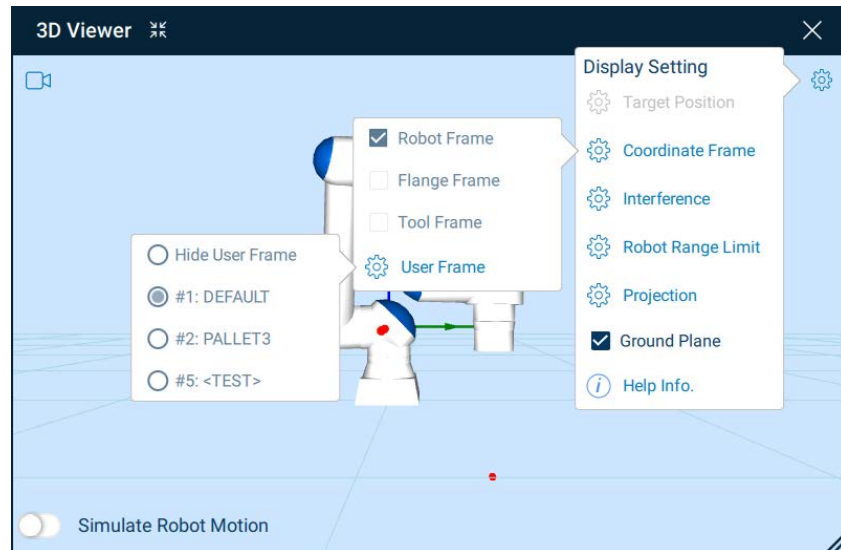 3D Viewer
Display Setting
Target Position
Coordinate Frame
Interference
Robot Range Limit
Projection
Ground Plane
Help Info.
Robot Frame
Flange Frame
Tool Frame
User Frame
Hide User Frame
#1: DEFAULT
#2: PALLET3
#5: <TEST>
Simulate Robot Motion